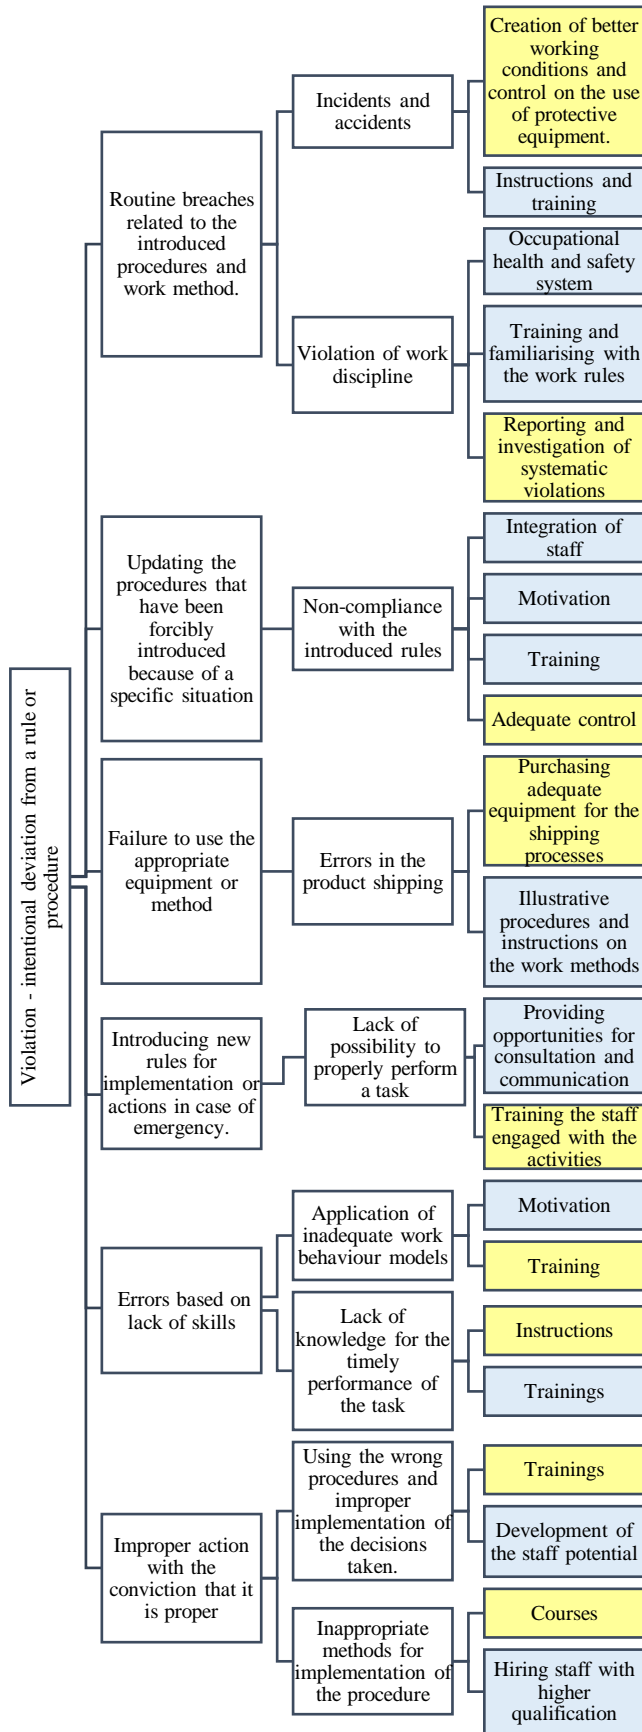 Violation - intentional deviation from a rule or
procedure
Routine breaches
related to the
introduced
procedures and
work method.
Incidents and
accidents
Creation of better
working
conditions and
control on the use
of protective
equipment.
Instructions and
training
Violation of work
discipline
Occupational
health and safety
system
Training and
familiarising with
the work rules
Reporting and
investigation of
systematic
violations
Updating the
procedures that
have been
forcibly
introduced
because of a
specific situation
Non-compliance
with the
introduced rules
Integration of
staff
Motivation
Training
Adequate control
Failure to use the
appropriate
equipment or
method
Errors in the
product shipping
Purchasing
adequate
equipment for the
shipping
processes
Illustrative
procedures and
instructions on
the work methods
Introducing new
rules for
implementation or
actions in case of
emergency.
Lack of
possibility to
properly perform
a task
Providing
opportunities for
consultation and
communication
Training the staff
engaged with the
activities
Errors based on
lack of skills
Application of
inadequate work
behaviour models
Motivation
Training
Lack of
knowledge for the
timely
performance of
the task
Instructions
Trainings
Improper action
with the
conviction that it
is proper
Using the wrong
procedures and
improper
implementation of
the decisions
taken.
Trainings
Development of
the staff potential
Inappropriate
methods for
implementation of
the procedure
Courses
Hiring staff with
higher
qualification